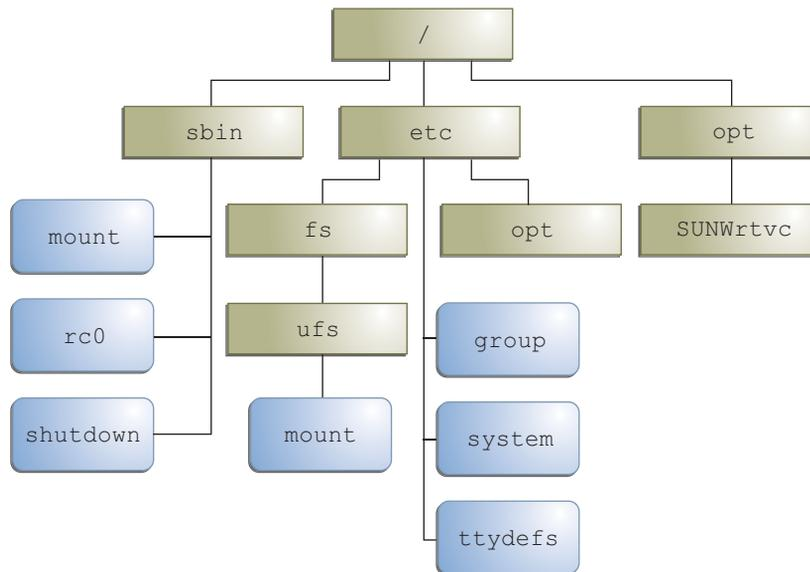 /
sbin
etc
opt
mount
fs
opt
SUNWrtvc
rc0
ufs
group
shutdown
mount
system
ttydefs